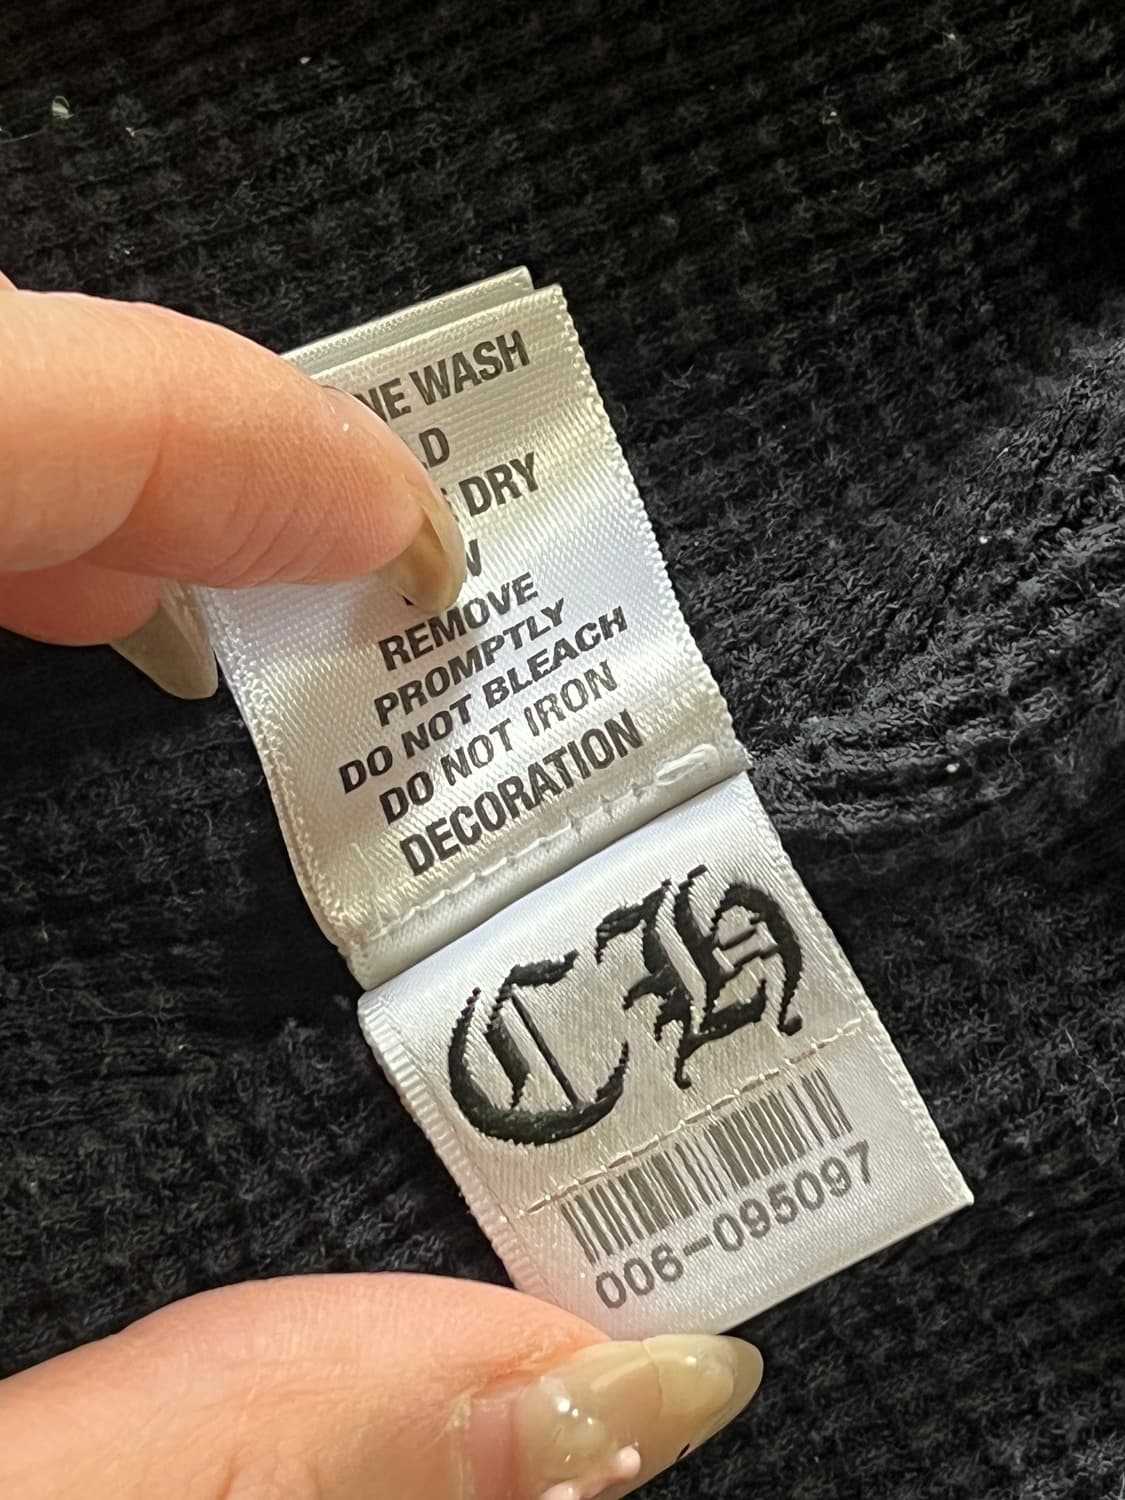 WASH
DRY
REMOVE
PROMPTLY
DO NOT BLEACH
DO NOT IRON
DECORATION
CH
006-095097